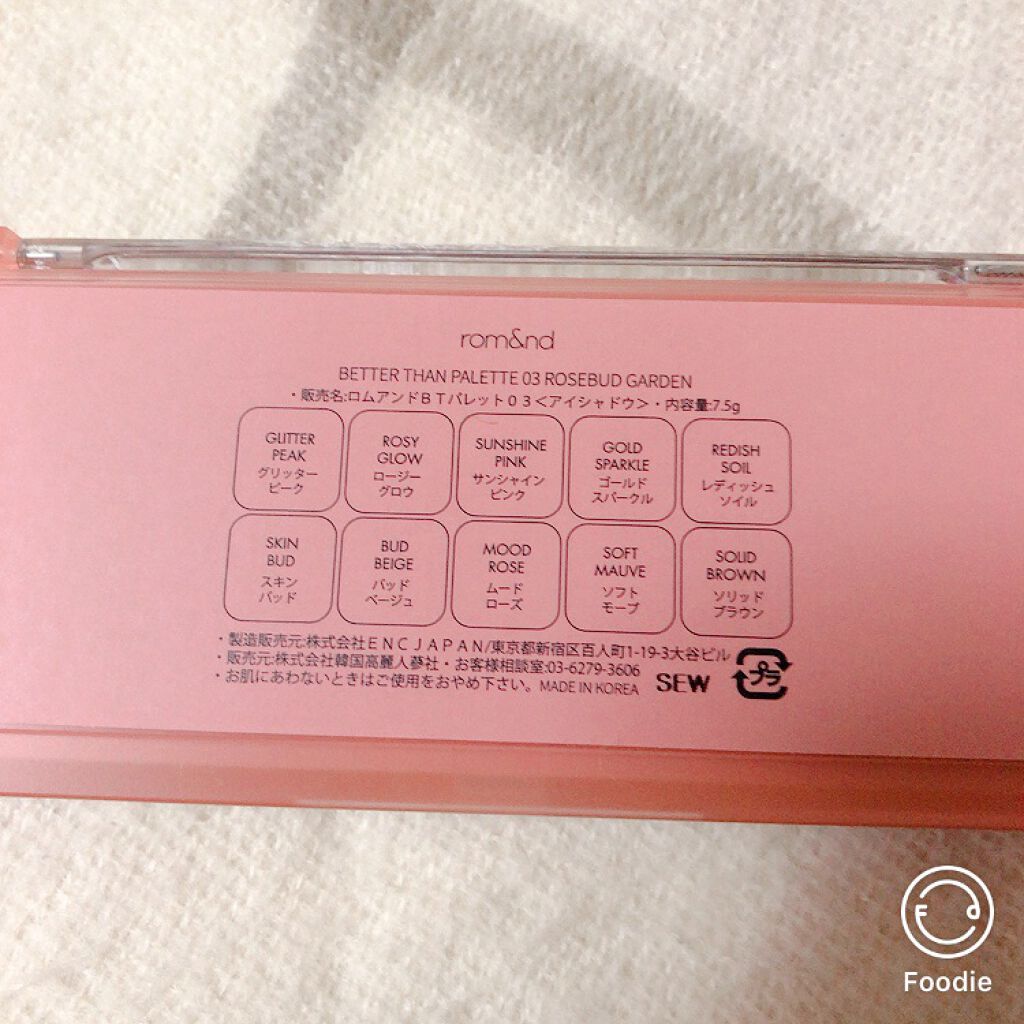 rom&nd
BETTER THAN PALETTE 03 ROSEBUD GARDEN
・販売名:ロムアンドＢＴパレット０３＜アイシャドウ＞・内容量:7.5g
GLITTER
PEAK
グリッター
ピーク
ROSY
GLOW
ロージー
グロウ
SUNSHINE
PINK
サンシャイン
ピンク
GOLD
SPARKLE
ゴールド
スパークル
REDISH
SOIL
レディッシュ
ソイル
SKIN
BUD
スキン
バッド
BUD
BEIGE
バッド
ベージュ
MOOD
ROSE
ムード
ローズ
SOFT
MAUVE
ソフト
モーブ
SOLID
BROWN
ソリッド
ブラウン
・製造販売元:株式会社ＥＮＣＪＡＰＡＮ/東京都新宿区百人町1-19-3大谷ビル
・販売元:株式会社韓国高麗人蔘社・お客様相談室:03-6279-3606
・お肌にあわないときはご使用をおやめ下さい。MADE IN KOREA SEW プラ
Foodie